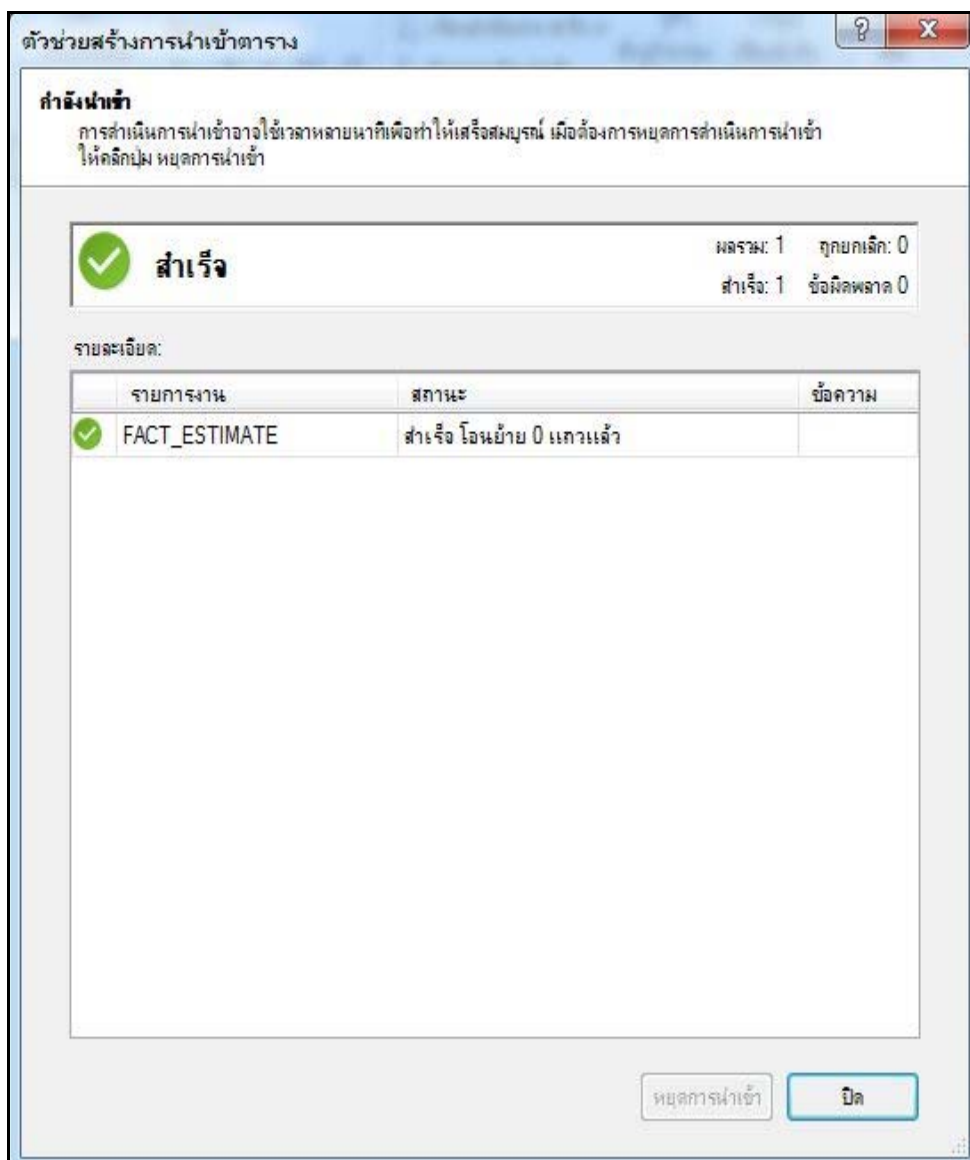 ตัวช่วยสร้างการนำเข้าตาราง
กำลังนำเข้า
การดำเนินการนำเข้าอาจใช้เวลาหลายนาทีเพื่อทำให้เสร็จสมบูรณ์ เมื่อต้องการหยุดการดำเนินการนำเข้า
ให้คลิกปุ่ม หยุดการนำเข้า
สำเร็จ
ผลรวม: 1 ถูกยกเลิก: 0
สำเร็จ: 1 ข้อผิดพลาด 0
รายละเอียด:
รายการงาน สถานะ ข้อความ
FACT_ESTIMATE สำเร็จ โอนย้าย 0 แถวแล้ว
หยุดการนำเข้า ปิด